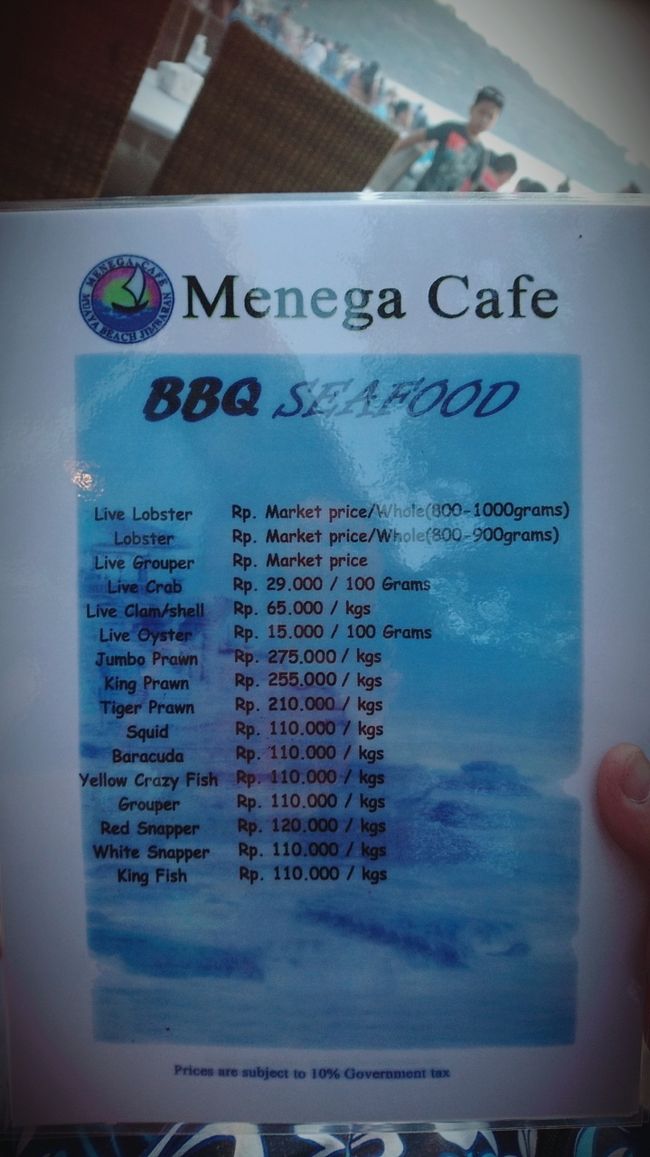 MENEGA CAFE
MUAYA BEACH JIMBARAN
Menega Cafe
BBQ SEAFOOD
Live Lobster Rp. Market price/Whole(800-1000grams)
Lobster Rp. Market price/Whole(800-900grams)
Live Grouper Rp. Market price
Live Crab Rp. 29.000 / 100 Grams
Live Clam/shell Rp. 65.000 / kgs
Live Oyster Rp. 15.000 / 100 Grams
Jumbo Prawn Rp. 275.000 / kgs
King Prawn Rp. 255.000 / kgs
Tiger Prawn Rp. 210.000 / kgs
Squid Rp. 110.000 / kgs
Baracuda Rp. 110.000 / kgs
Yellow Crazy Fish Rp. 110.000 / kgs
Grouper Rp. 110.000 / kgs
Red Snapper Rp. 120.000 / kgs
White Snapper Rp. 110.000 / kgs
King Fish Rp. 110.000 / kgs
Prices are subject to 10% Government tax